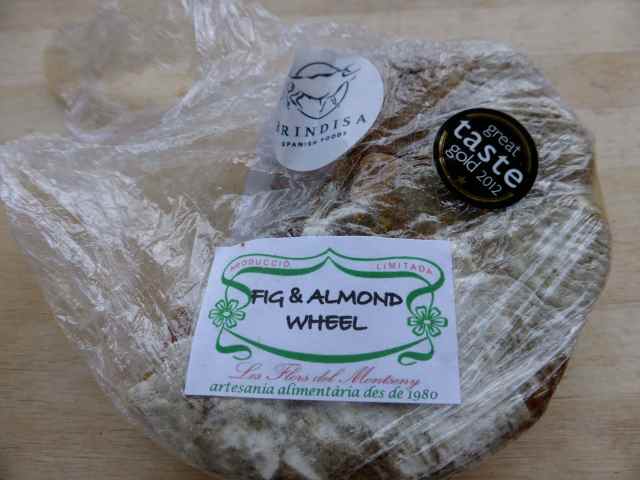 BRINDISA
SPANISH FOODS
great
taste
gold 2012
PRODUCCIÓ LIMITADA
FIG & ALMOND
WHEEL
Les Flors del Montseny
artesania alimentària des de 1980